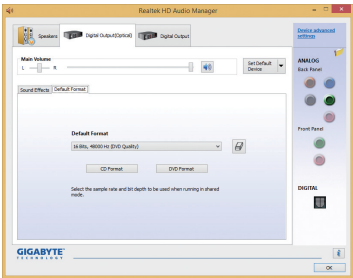 Realtek HD Audio Manager
Speakers
Digital Output(Optical)
Digital Output
Device advanced settings
Main Volume
L
R
Set Default Device
ANALOG
Back Panel
Sound Effects
Default Format
Default Format
16 Bits, 48000 Hz (DVD Quality)
CD Format
DVD Format
Select the sample rate and bit depth to be used when running in shared
mode.
Front Panel
DIGITAL
GIGABYTE™
TECHNOLOGY
OK